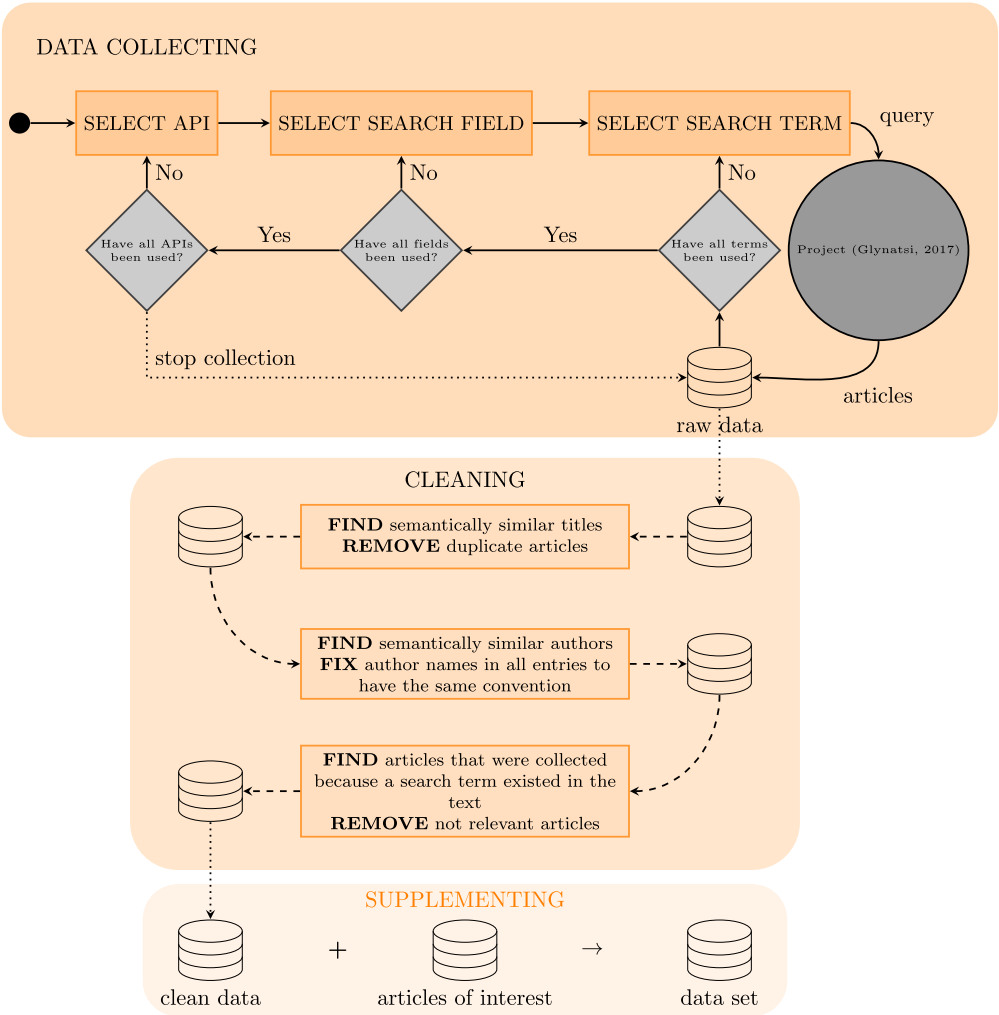 DATA COLLECTING
SELECT API
SELECT SEARCH FIELD
SELECT SEARCH TERM
query
No
No
No
Have all APIs
been used?
Yes
Have all fields
been used?
Yes
Have all terms
been used?
Project (Glynatsi, 2017)
stop collection
articles
raw data
CLEANING
FIND semantically similar titles
REMOVE duplicate articles
FIND semantically similar authors
FIX author names in all entries to
have the same convention
FIND articles that were collected
because a search term existed in the
text
REMOVE not relevant articles
SUPPLEMENTING
+
→
clean data
articles of interest
data set